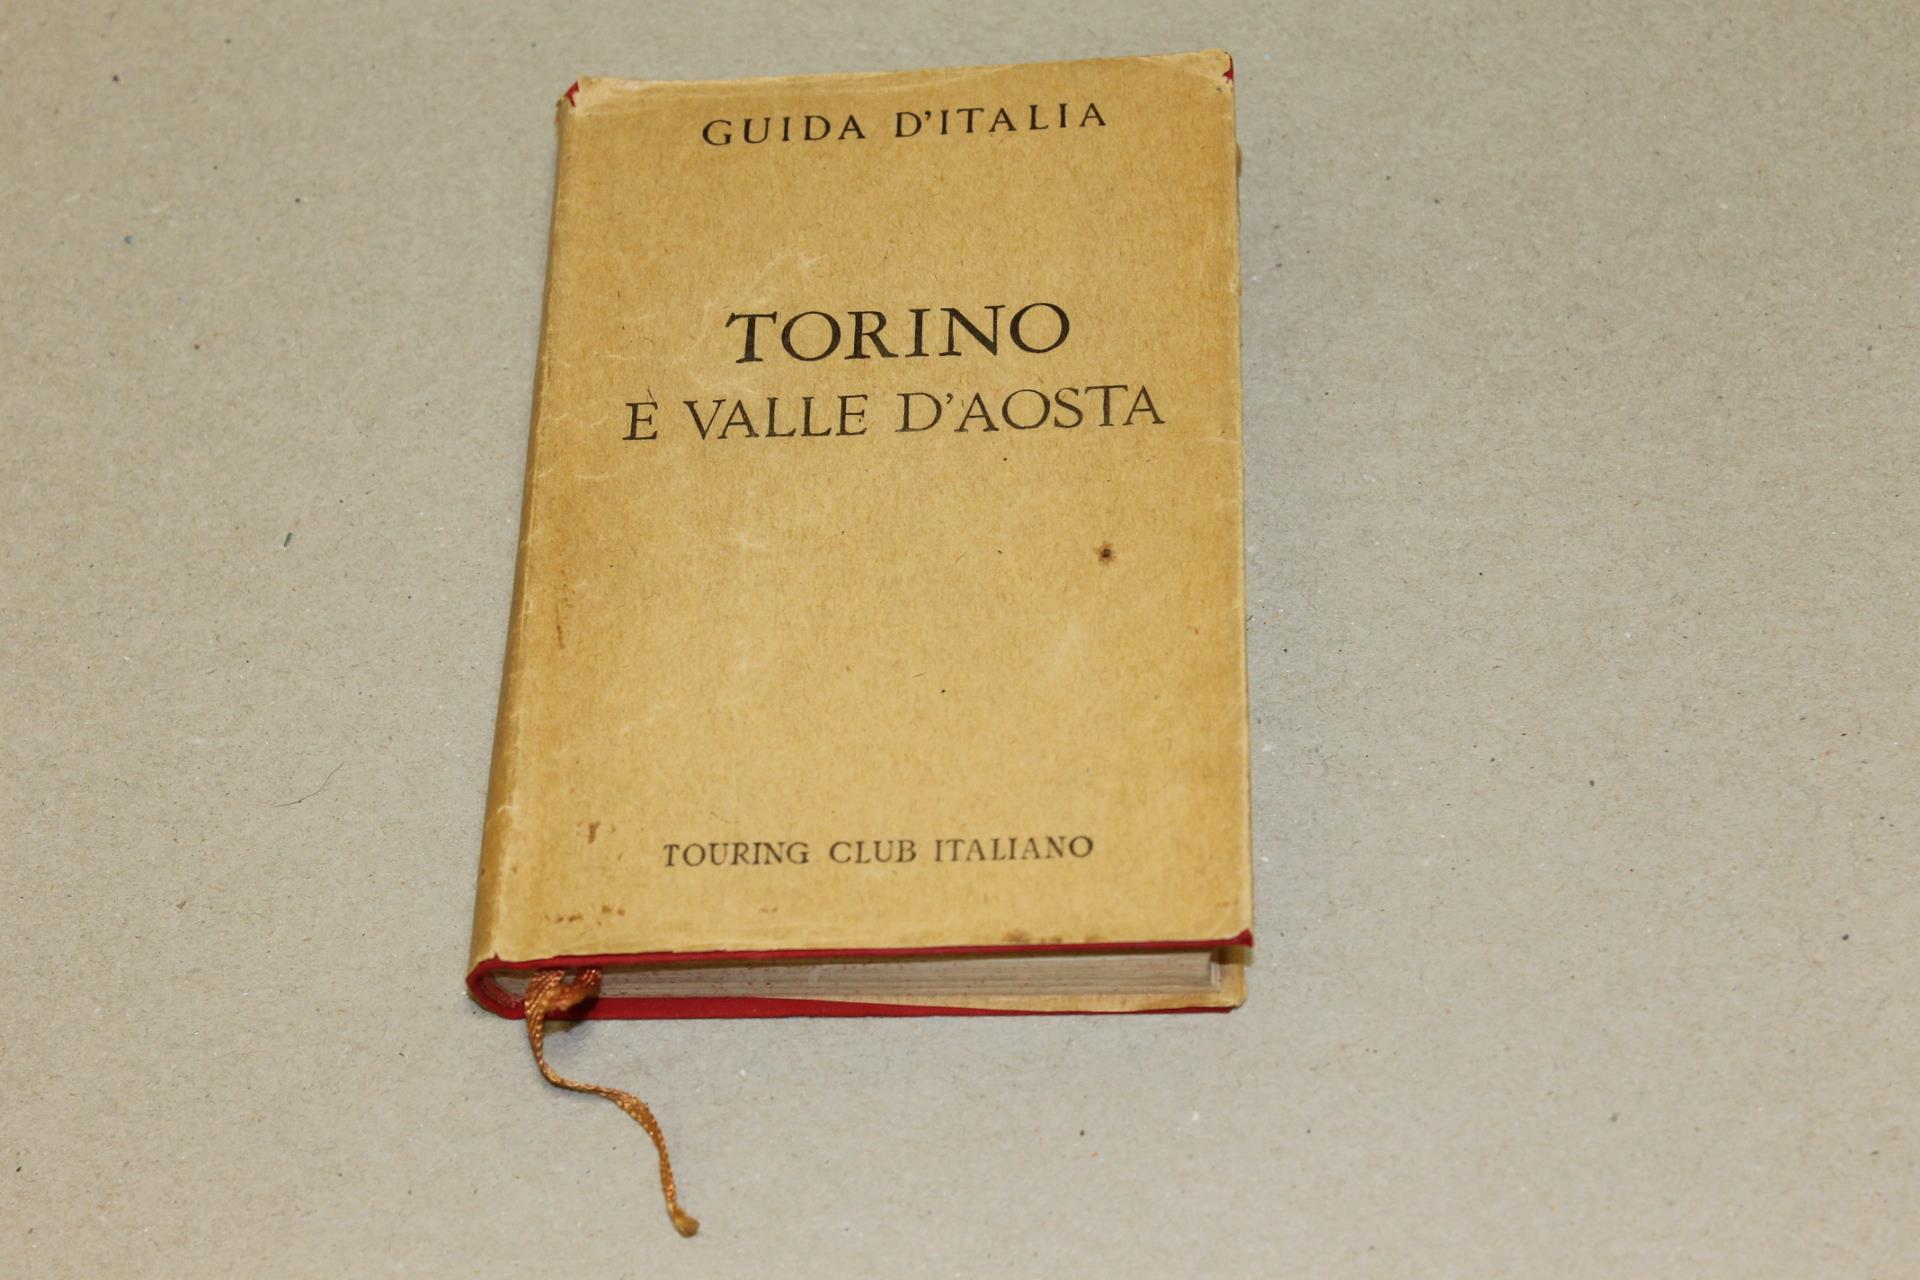 GUIDA D'ITALIA
TORINO
E VALLE D'AOSTA
TOURING CLUB ITALIANO